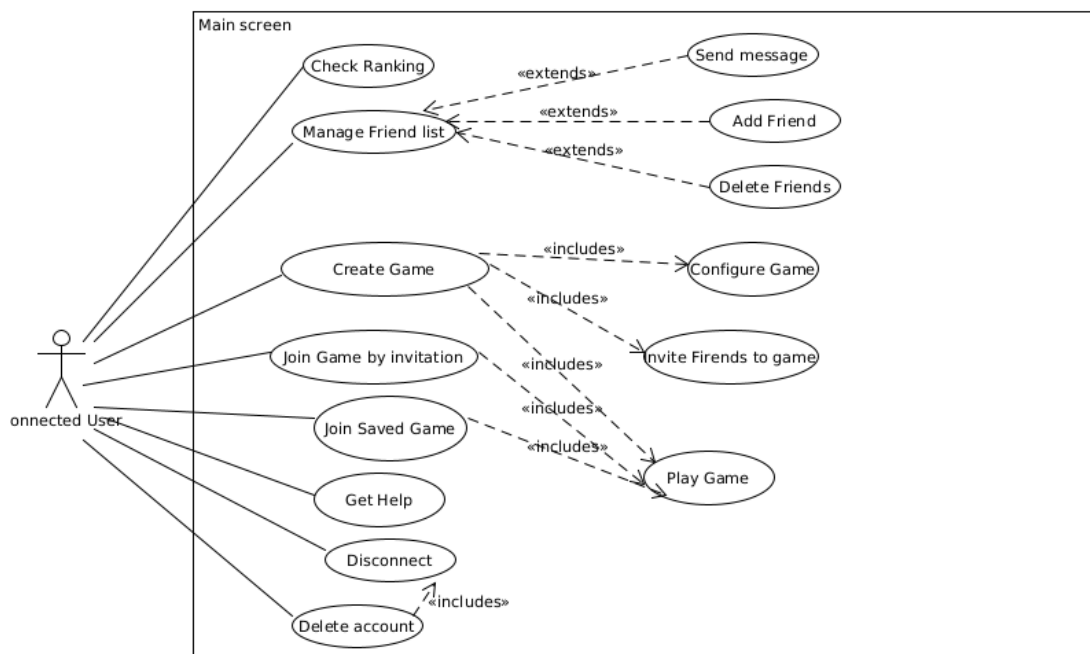 Main screen
Check Ranking
Send message
«extends»
Manage Friend list
«extends»
Add Friend
«extends»
Delete Friends
Create Game
«includes»
Configure Game
«includes»
Join Game by invitation
Invite Firends to game
«includes»
«includes»
onnected User
Join Saved Game
«includes»
Play Game
Get Help
Disconnect
«includes»
Delete account